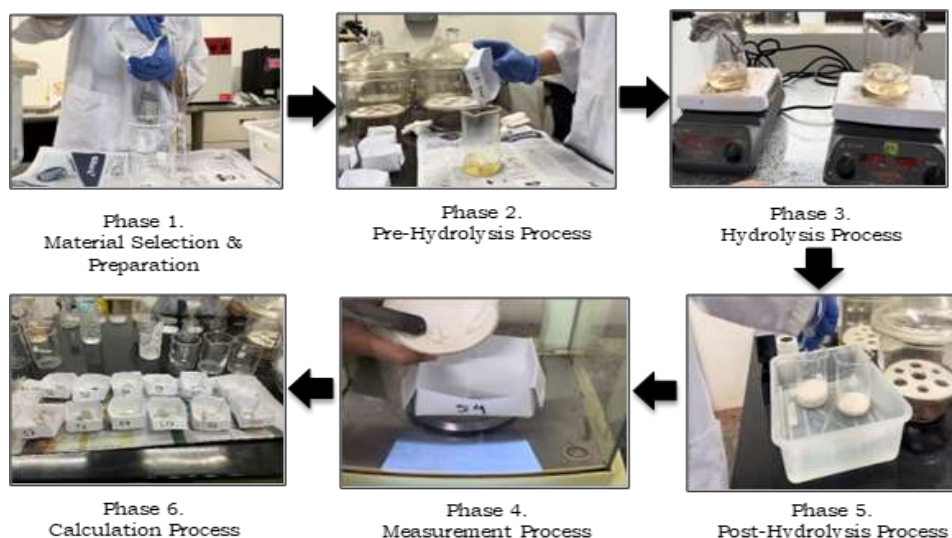 Phase 1.
Material Selection &
Preparation
Phase 2.
Pre-Hydrolysis Process
Phase 3.
Hydrolysis Process
Phase 6.
Calculation Process
Phase 4.
Measurement Process
S4
Phase 5.
Post-Hydrolysis Process